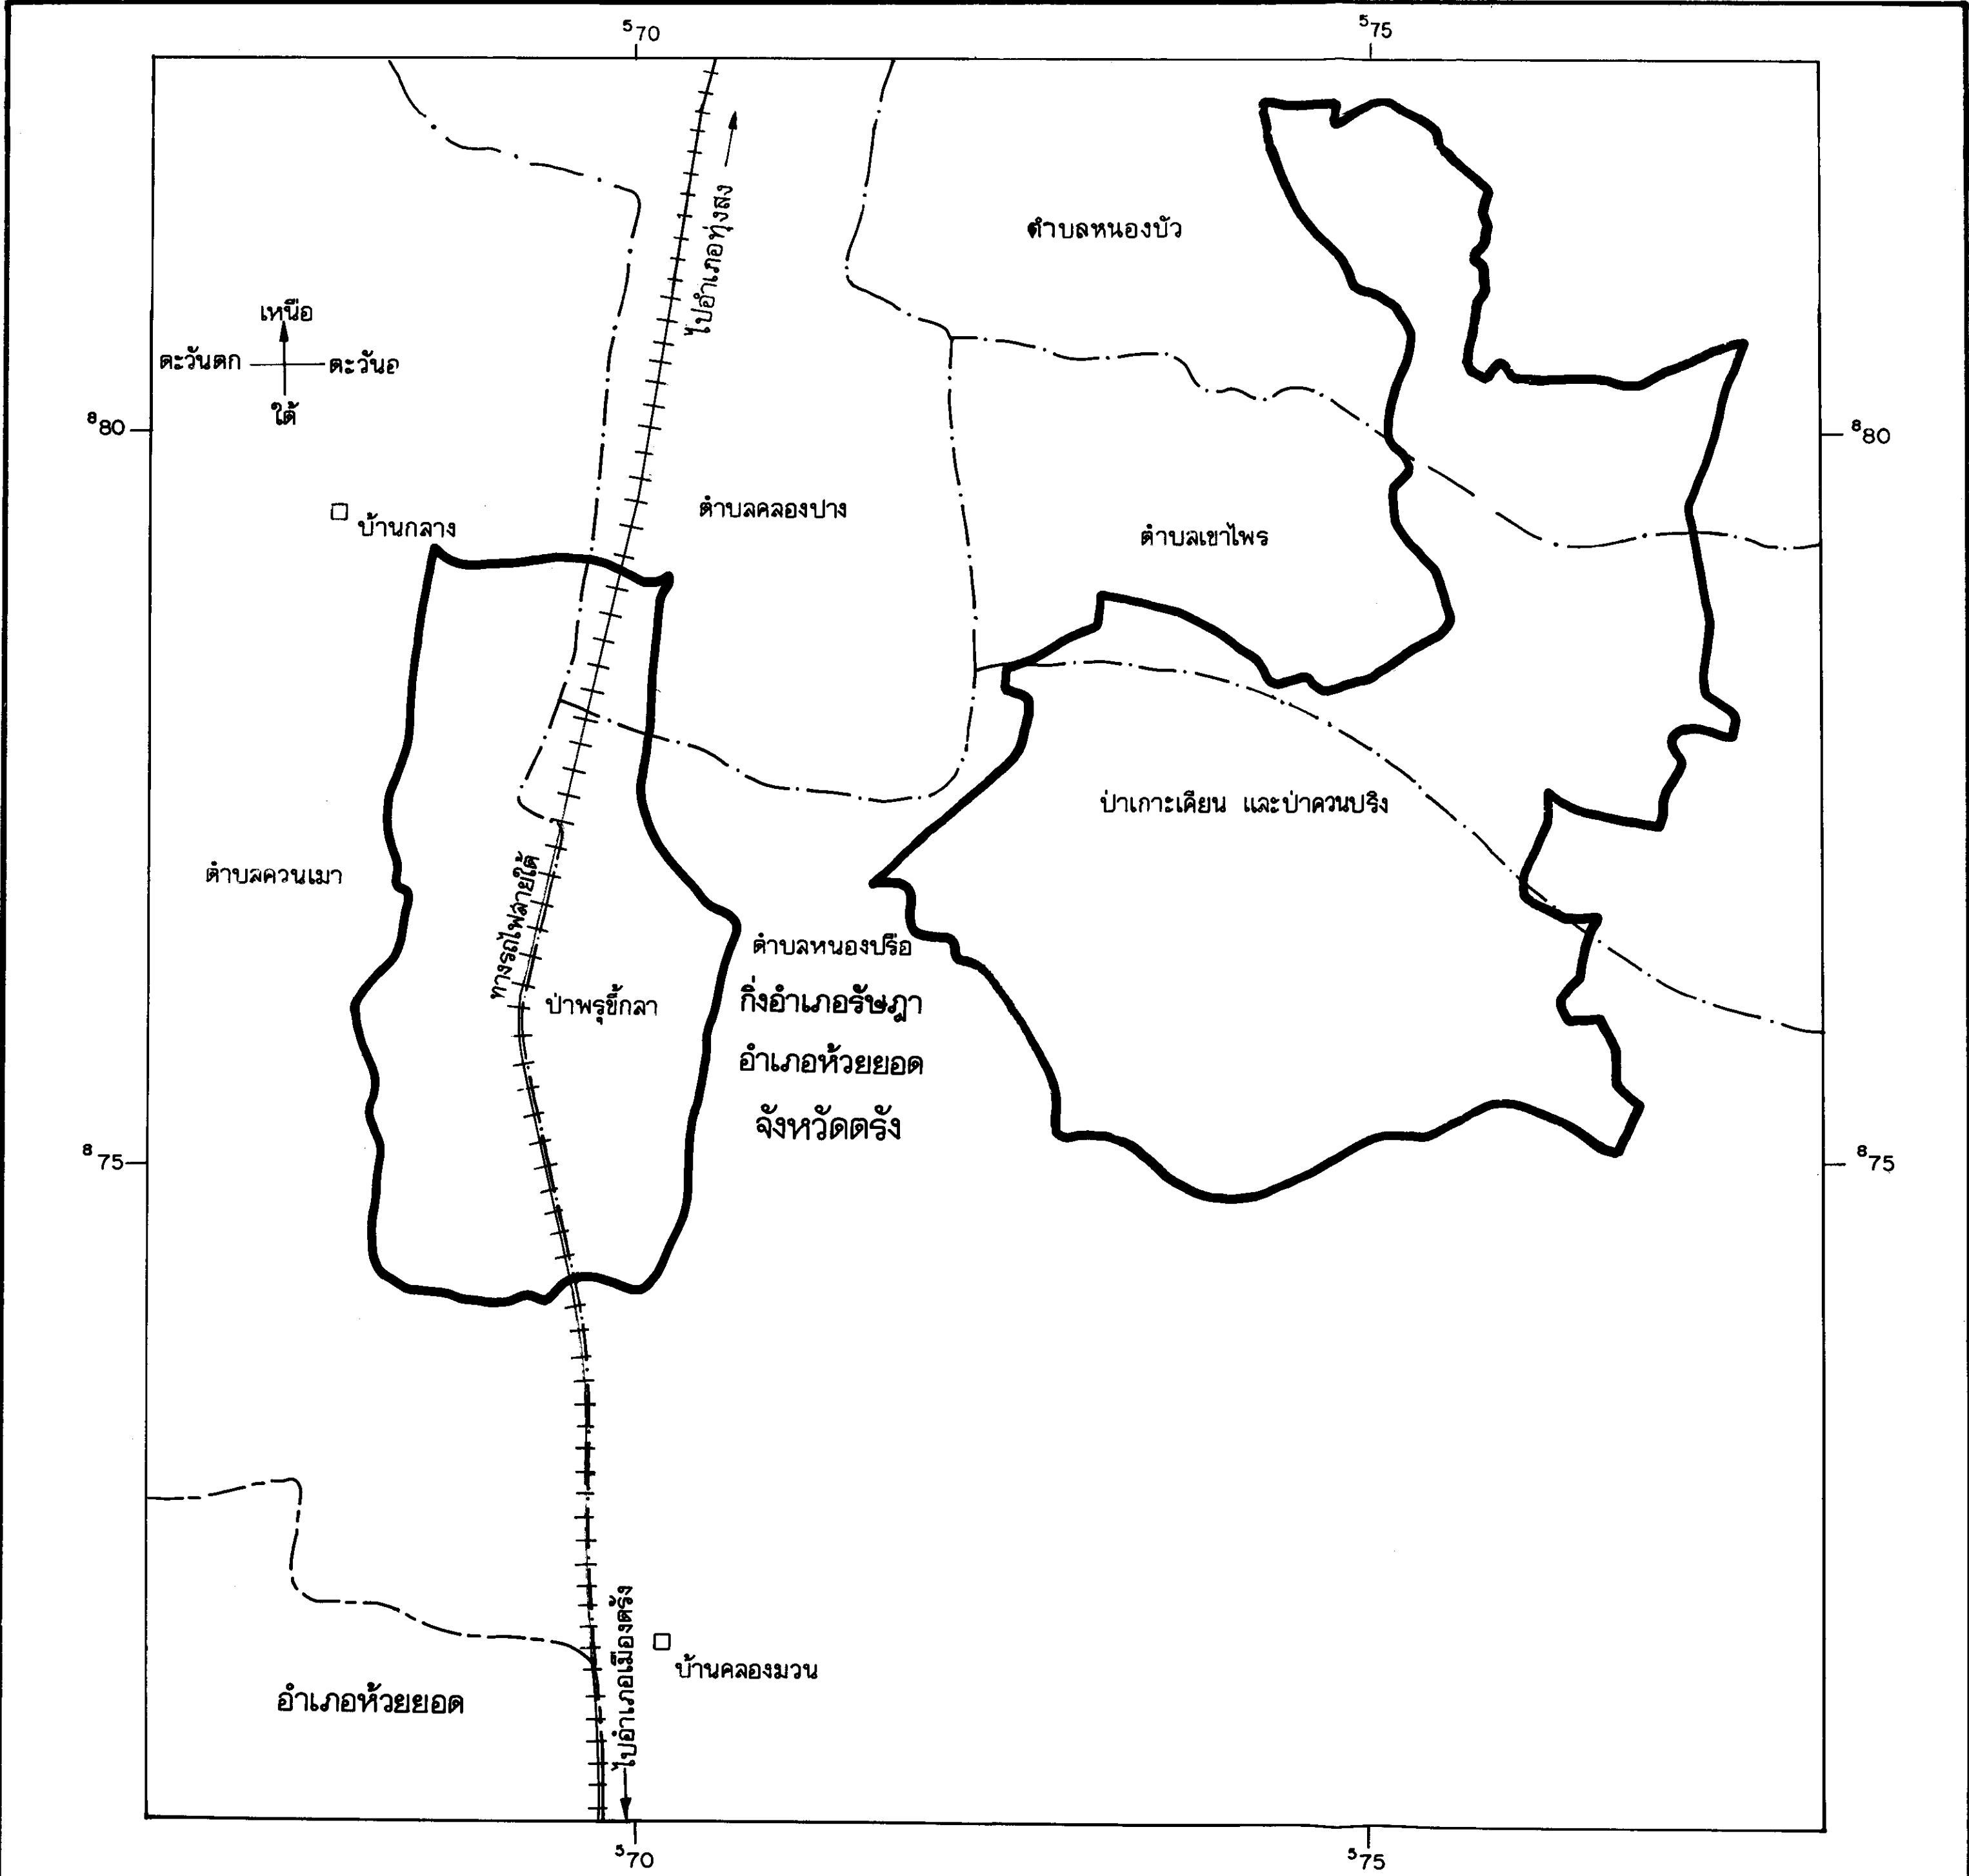 ⁵70
⁵75
ไปอำเภอทุ่งสง
ตำบลหนองบัว
เหนือ
ตะวันตก
ตะวันอ
ใต้
⁸80
⁸80
บ้านกลาง
ตำบลคลองปาง
ตำบลเขาไพร
ป่าเกาะเคียน และป่าควนปริง
ตำบลควนเมา
ทางรถไฟสายใต้
ตำบลหนองปรือ
ป่าพรุขี้กลา
กิ่งอำเภอรัษฎา
อำเภอห้วยยอด
จังหวัดตรัง
⁸75
⁸75
ไปอำเภอเมืองตรัง
บ้านคลองมวน
อำเภอห้วยยอด
⁵70
⁵75